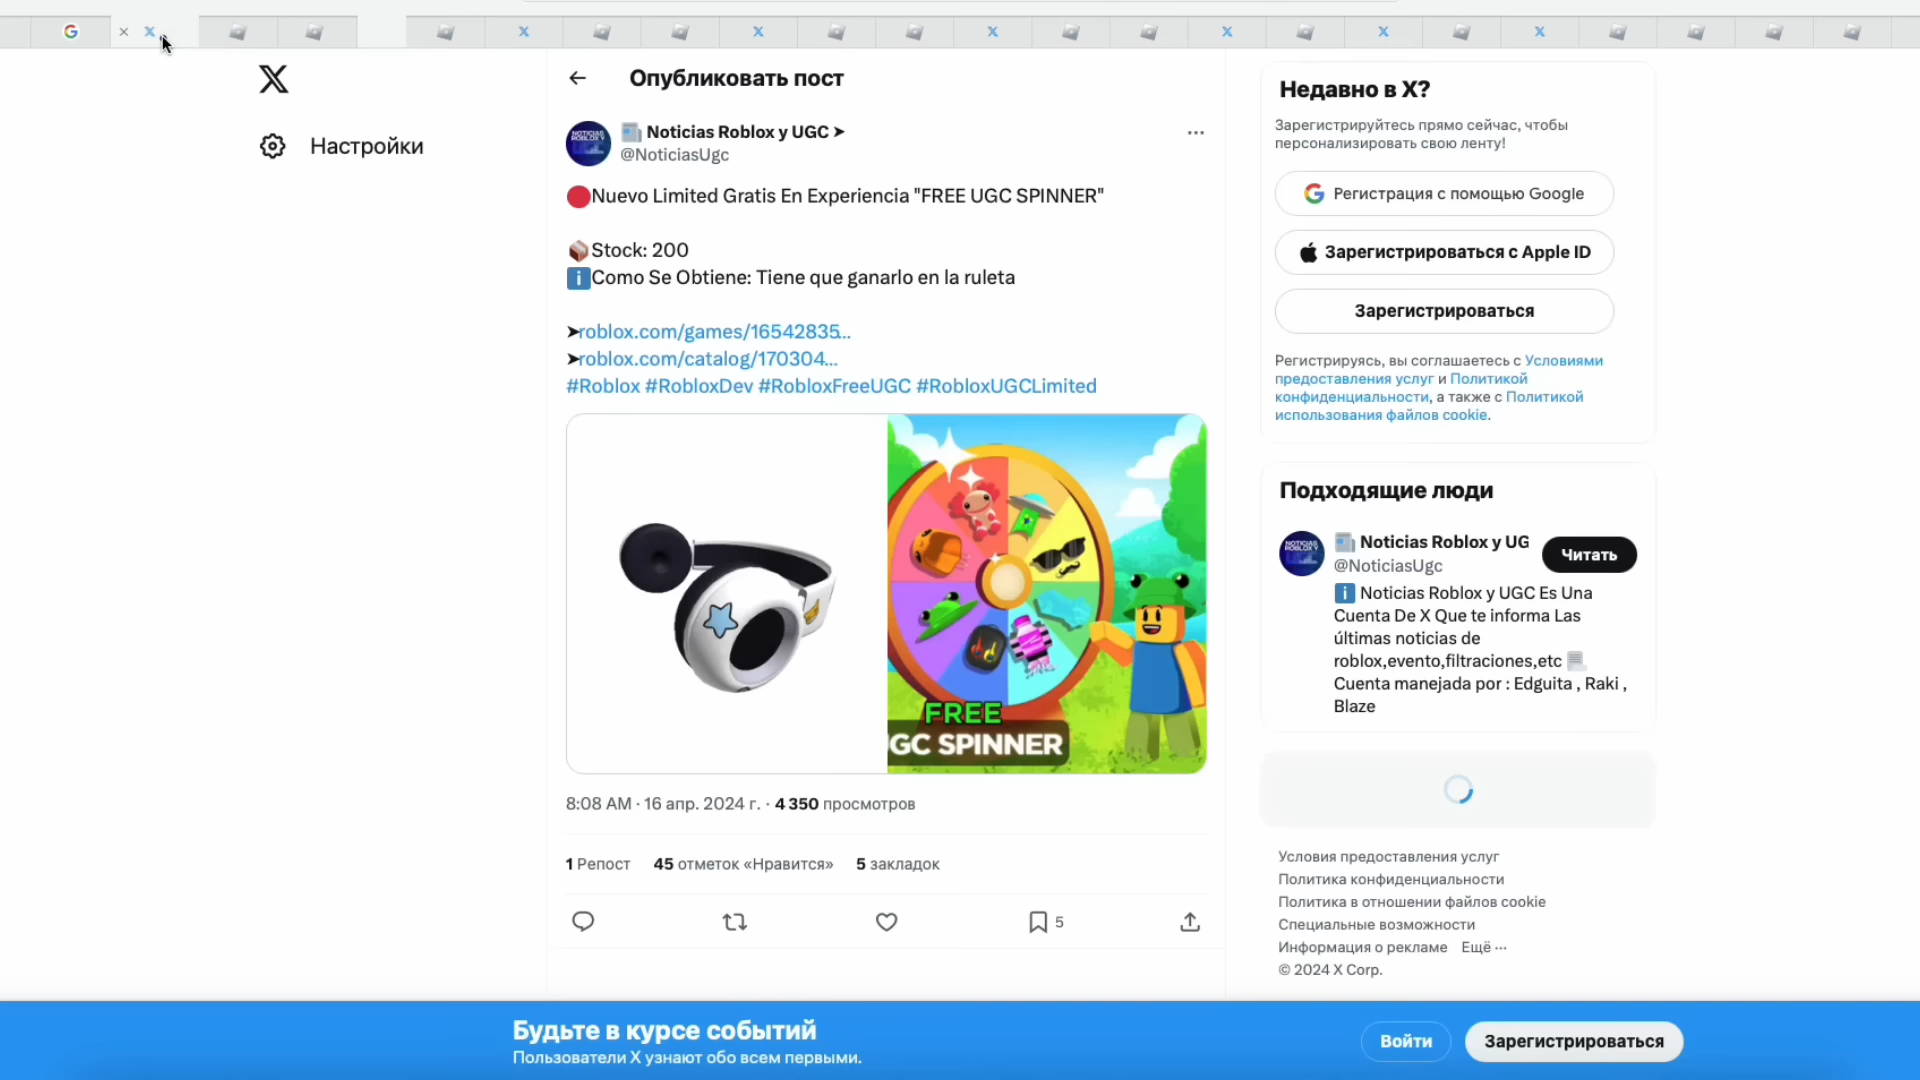 Опубликовать пост
Настройки
Noticias Roblox y UGC ➤
@NoticiasUgc
Nuevo Limited Gratis En Experiencia "FREE UGC SPINNER"
Stock: 200
Como Se Obtiene: Tiene que ganarlo en la ruleta
➤roblox.com/games/16542835…
➤roblox.com/catalog/170304…
#Roblox #RobloxDev #RobloxFreeUGC #RobloxUGCLimited
FREE
GC SPINNER
8:08 AM · 16 апр. 2024 г. · 4 350 просмотров
1 Репост 45 отметок «Нравится» 5 закладок
5
Недавно в X?
Зарегистрируйтесь прямо сейчас, чтобы
персонализировать свою ленту!
Регистрация с помощью Google
Зарегистрироваться с Apple ID
Зарегистрироваться
Регистрируясь, вы соглашаетесь с Условиями
предоставления услуг и Политикой
конфиденциальности, а также с Политикой
использования файлов cookie.
Подходящие люди
Noticias Roblox y UG
@NoticiasUgc
Читать
Noticias Roblox y UGC Es Una
Cuenta De X Que te informa Las
últimas noticias de
roblox,evento,filtraciones,etc
Cuenta manejada por : Edguita , Raki ,
Blaze
Условия предоставления услуг
Политика конфиденциальности
Политика в отношении файлов cookie
Специальные возможности
Информация о рекламе Ещё ···
© 2024 X Corp.
Будьте в курсе событий
Пользователи X узнают обо всем первыми.
Войти
Зарегистрироваться